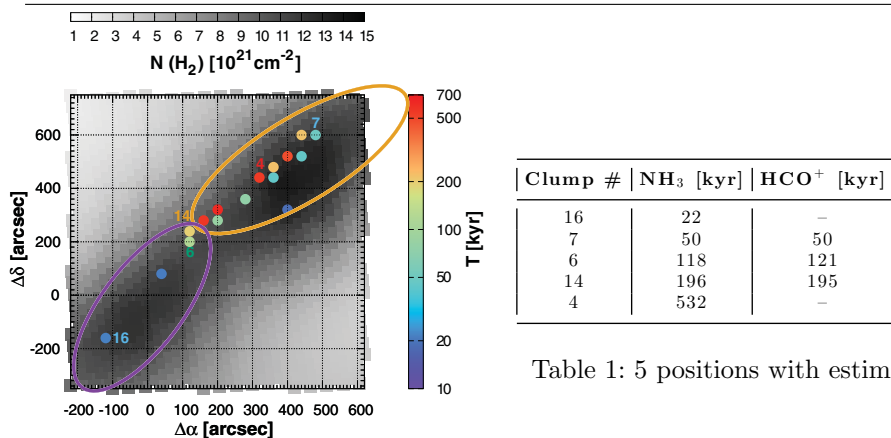 1 2 3 4 5 6 7 8 9 10 11 12 13 14 15
N (H2) [10^21 cm^-2]
600
400
200
0
-200
Δδ [arcsec]
-200 -100 0 100 200 300 400 500 600
Δα [arcsec]
7
4
14
6
16
700
500
200
100
50
20
10
T [kyr]
Clump # NH3 [kyr] HCO+ [kyr]
16 22 –
7 50 50
6 118 121
14 196 195
4 532 –
Table 1: 5 positions with estim